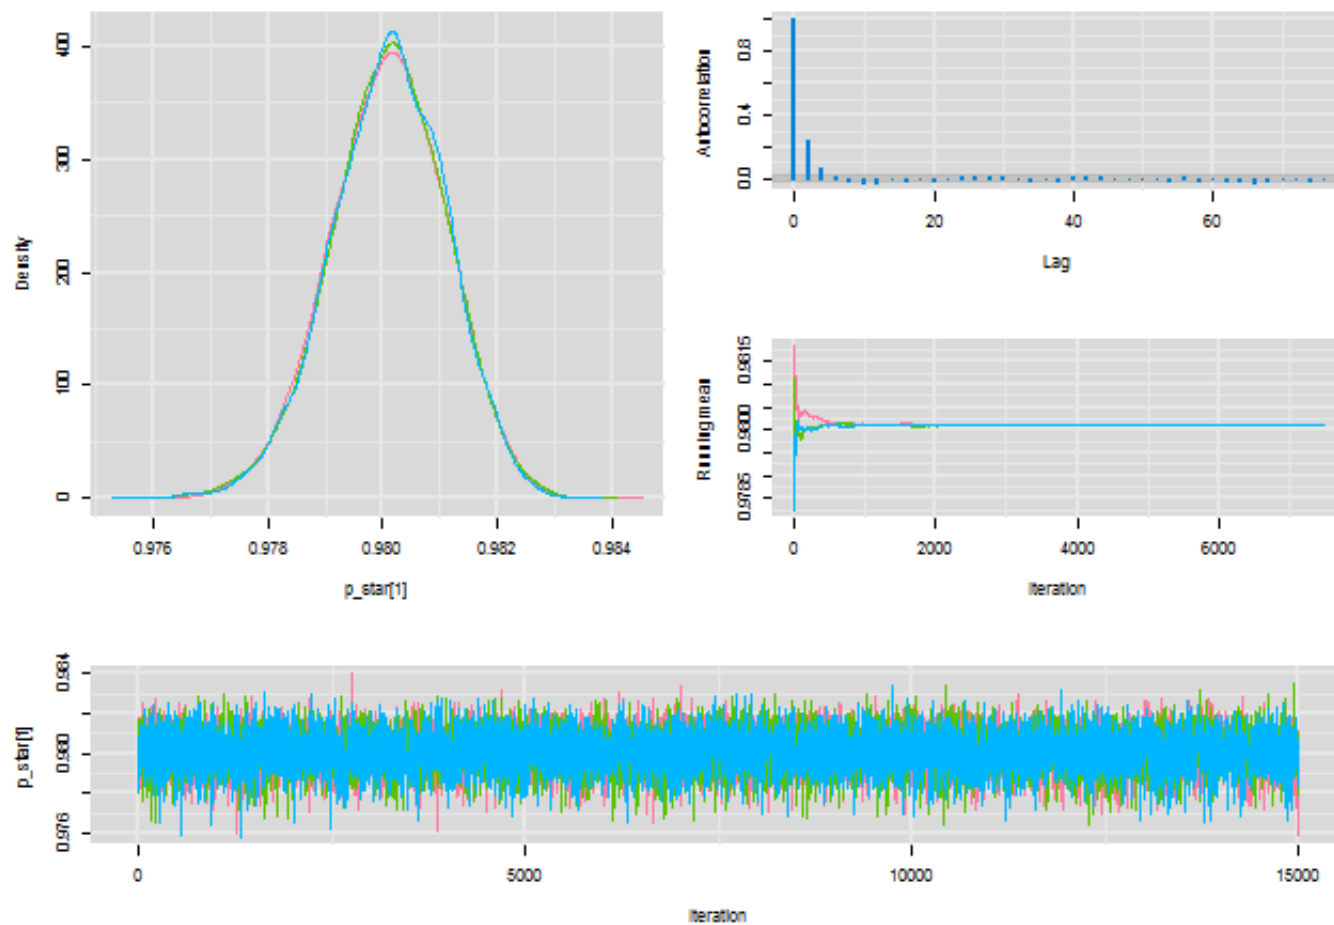 Density
400
300
200
100
0
0.976 0.978 0.980 0.982 0.984
p_star[1]
Autocorrelation
0.8
0.4
0.0
0 20 40 60
Lag
Running mean
0.9815
0.9800
0.9785
0 2000 4000 6000
Iteration
p_star[1]
0.984
0.980
0.976
0 5000 10000 15000
Iteration